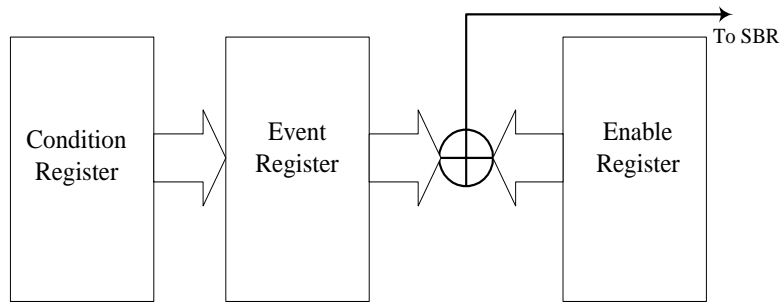 To SBR
Condition
Register
Event
Register
Enable
Register